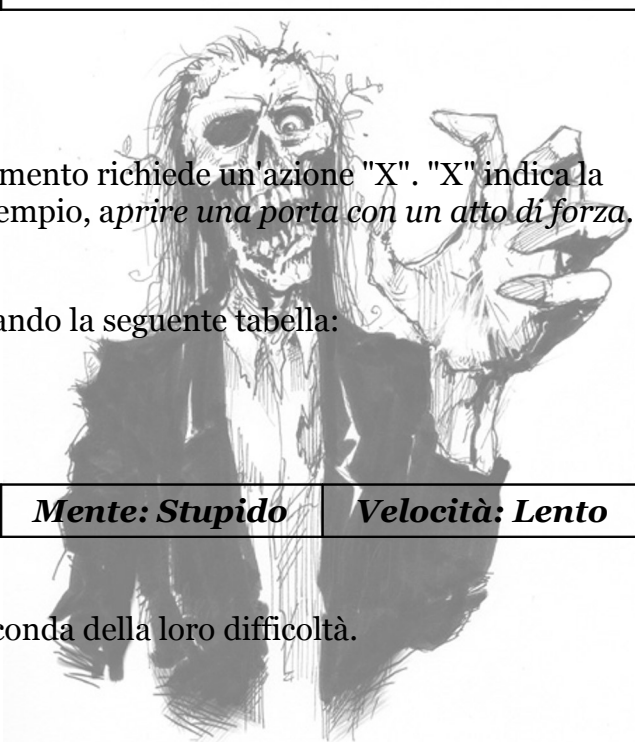 mento richiede un'azione "X". "X" indica la
empio, aprire una porta con un atto di forza.
ando la seguente tabella:
Mente: Stupido Velocità: Lento
conda della loro difficoltà.